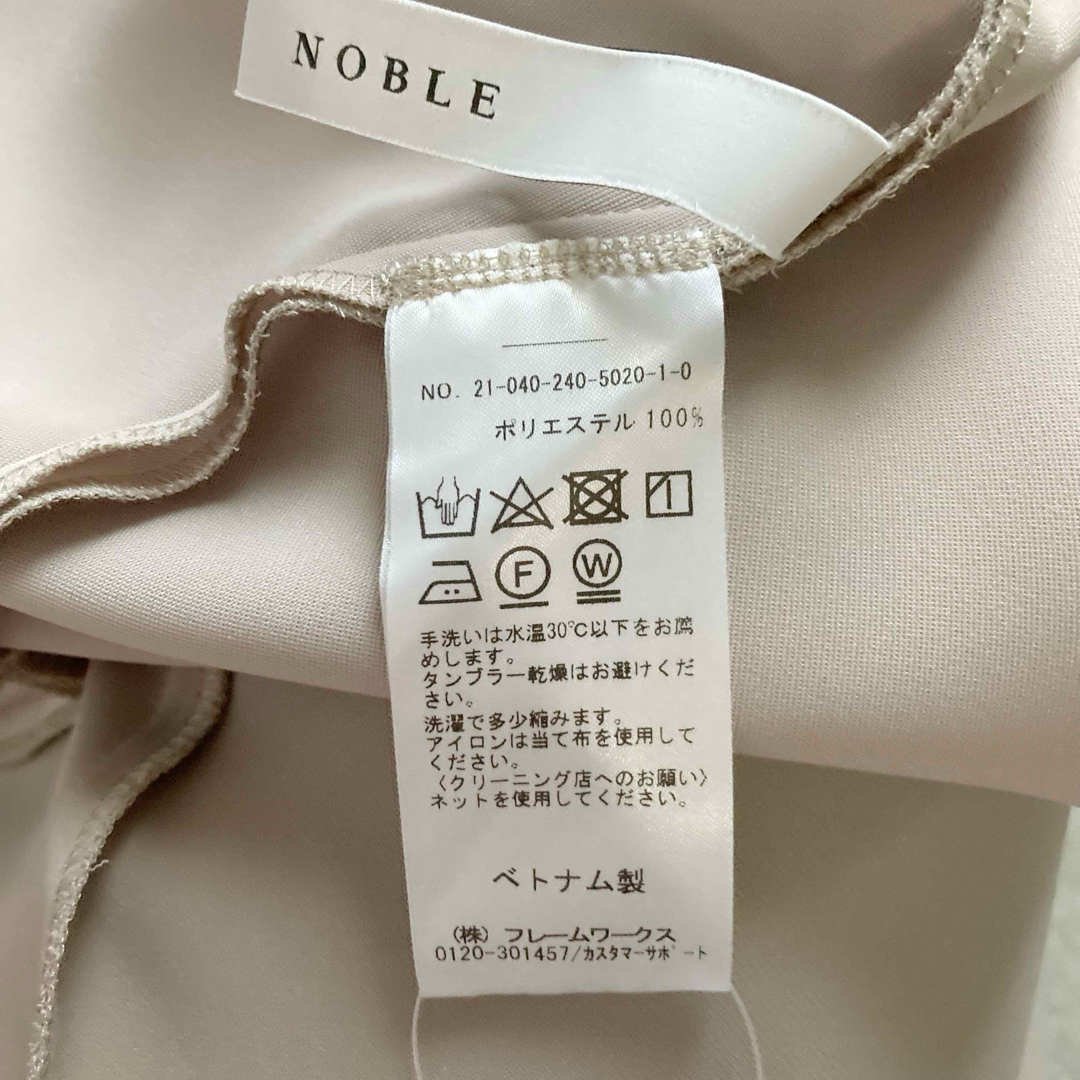 NOBLE
NO. 21-040-240-5020-1-0
ポリエステル 100%
F
W
手洗いは水温30℃以下をお薦
めします。
タンブラー乾燥はお避けくだ
さい。
洗濯で多少縮みます。
アイロンは当て布を使用して
ください。
〈クリーニング店へのお願い〉
ネットを使用してください。
ベトナム製
(株) フレームワークス
0120-301457/カスタマーサポート